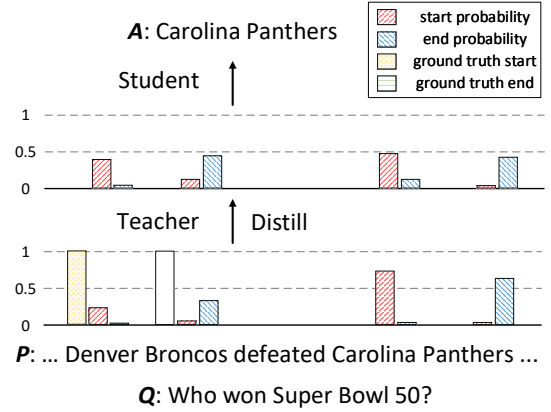 A: Carolina Panthers
start probability
end probability
ground truth start
ground truth end
Student
1
0.5
0
Teacher Distill
1
0.5
0
P: ... Denver Broncos defeated Carolina Panthers ...
Q: Who won Super Bowl 50?